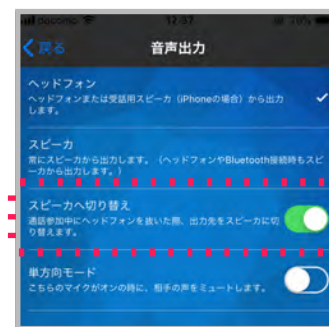 docomo 12:37 70%
戻る 音声出力
ヘッドフォン
ヘッドフォンまたは受話用スピーカ（iPhoneの場合）から出力
します。
スピーカ
常にスピーカから出力します。（ヘッドフォンやBluetooth接続時もスピ
ーカから出力します。）
スピーカへ切り替え
通話参加中にヘッドフォンを抜いた際、出力先をスピーカに切
り替えます。
単方向モード
こちらのマイクがオンの時に、相手の声をミュートします。